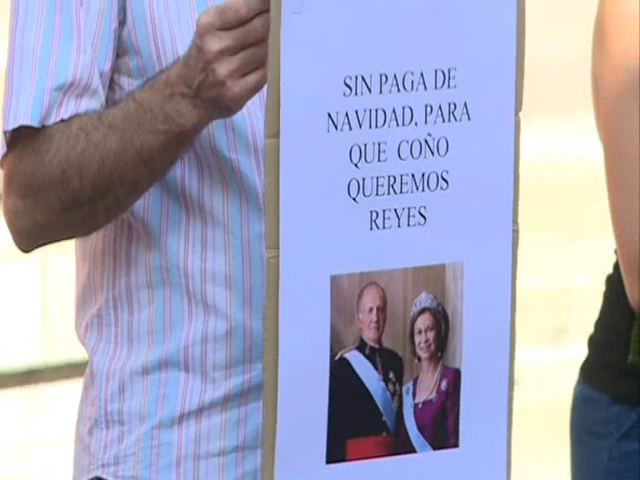 SIN PAGA DE
NAVIDAD, PARA
QUE COÑO
QUEREMOS
REYES